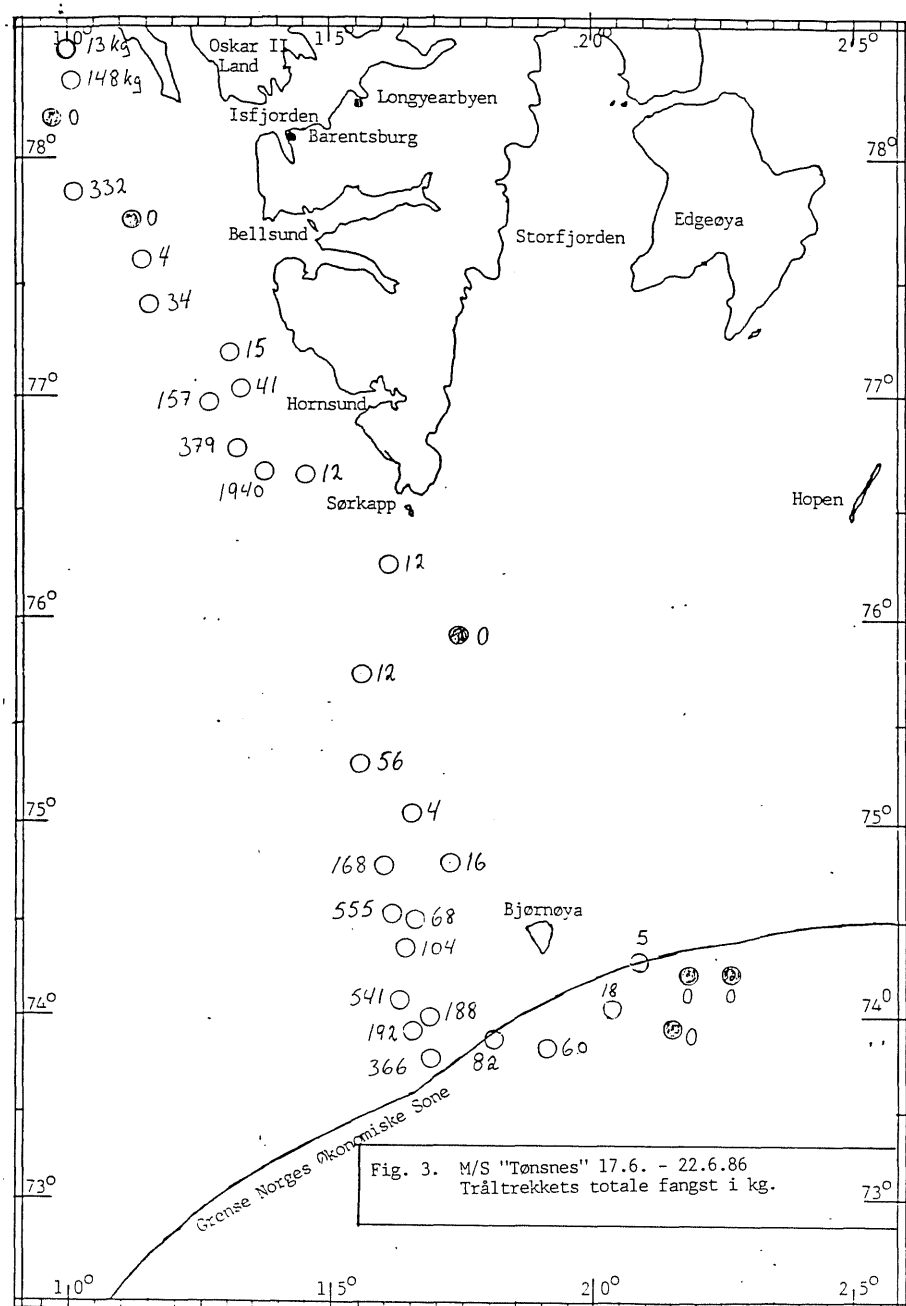 10° 15° 20° 25°
13 kg
148 kg
0
Oskar II
Land
Longyearbyen
Isfjorden
Barentsburg
78° 78°
332
0
Bellsund
Storfjorden
Edgeøya
4
34
15
41
157
77° 77°
Hornsund
379
1940
12
Sørkapp
Hopen
12
76° 76°
0
12
56
75° 75°
4
168
16
555
68
Bjørnøya
104
5
0
0
18
541
188
74° 74°
192
0
366
82
60
Grense Norges Økonomiske Sone
Fig. 3. M/S "Tønsnes" 17.6. - 22.6.86
Tråltrekkets totale fangst i kg.
73° 73°
10° 15° 20° 25°